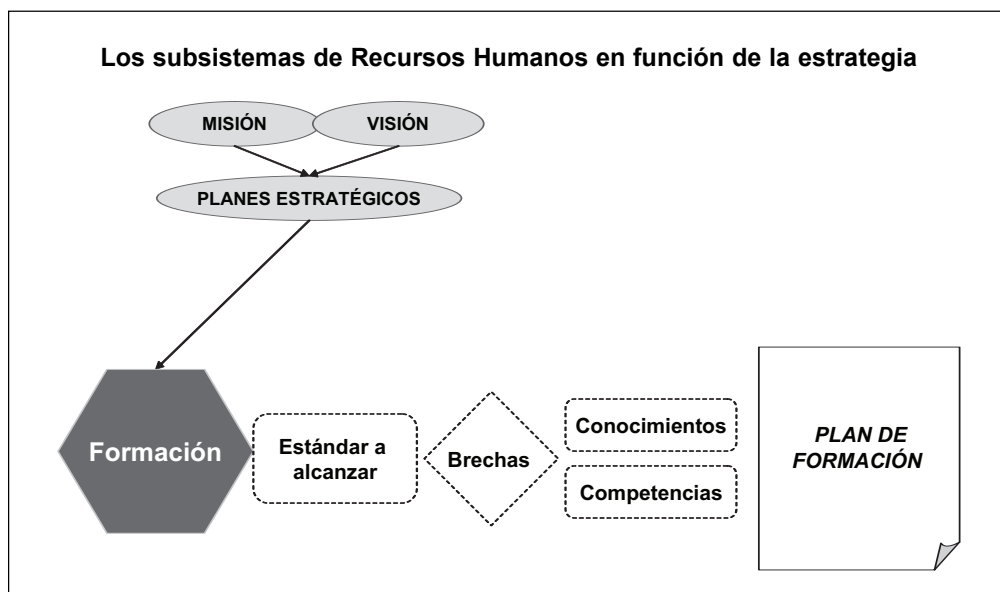 Los subsistemas de Recursos Humanos en función de la estrategia
MISIÓN
VISIÓN
PLANES ESTRATÉGICOS
Formación
Estándar a
alcanzar
Brechas
Conocimientos
Competencias
PLAN DE
FORMACIÓN